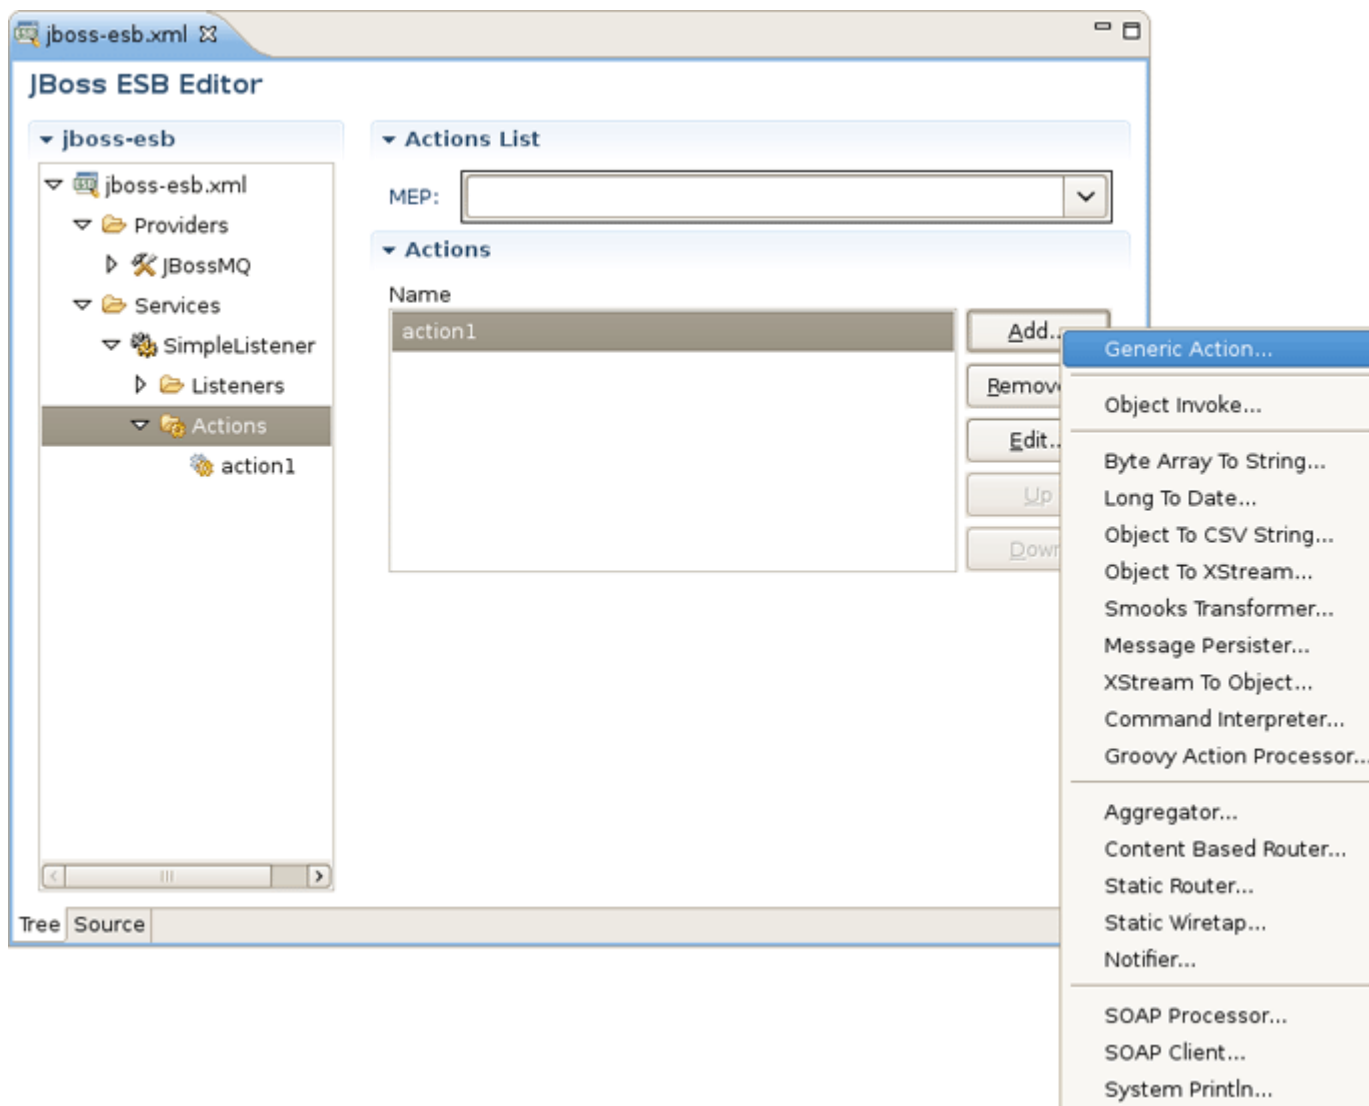 jboss-esb.xml
JBoss ESB Editor
jboss-esb
jboss-esb.xml
Providers
JBossMQ
Services
SimpleListener
Listeners
Actions
action1
Tree Source
Actions List
MEP:
Actions
Name
action1
Add..
Remove
Edit..
Up
Down
Generic Action...
Object Invoke...
Byte Array To String...
Long To Date...
Object To CSV String...
Object To XStream...
Smooks Transformer...
Message Persister...
XStream To Object...
Command Interpreter...
Groovy Action Processor...
Aggregator...
Content Based Router...
Static Router...
Static Wiretap...
Notifier...
SOAP Processor...
SOAP Client...
System Println...